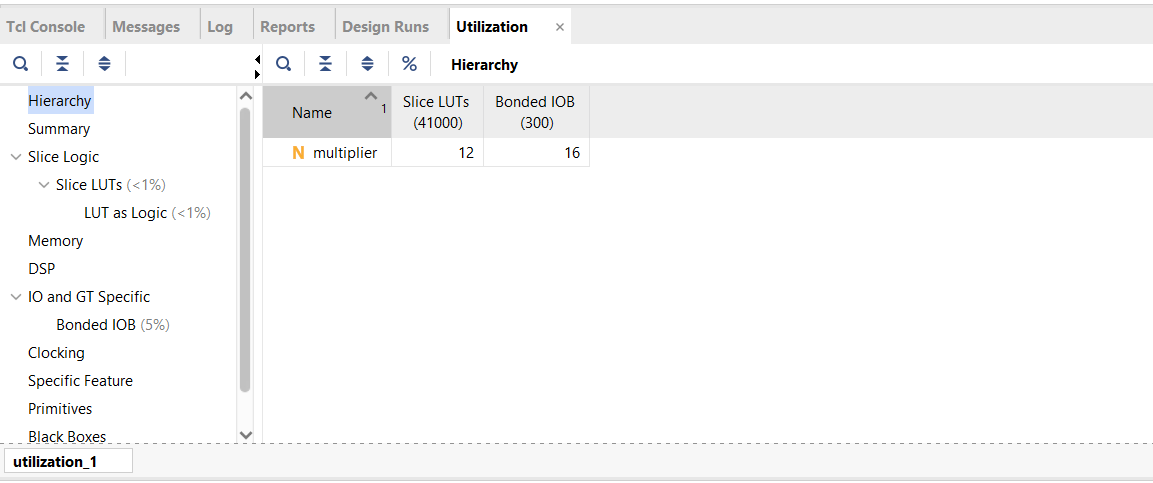 Tcl Console Messages Log Reports Design Runs Utilization ×
% Hierarchy
Hierarchy
Summary
Slice Logic
Slice LUTs (<1%)
LUT as Logic (<1%)
Memory
DSP
IO and GT Specific
Bonded IOB (5%)
Clocking
Specific Feature
Primitives
Black Boxes
Name 1 Slice LUTs (41000) Bonded IOB (300)
N multiplier 12 16
utilization_1